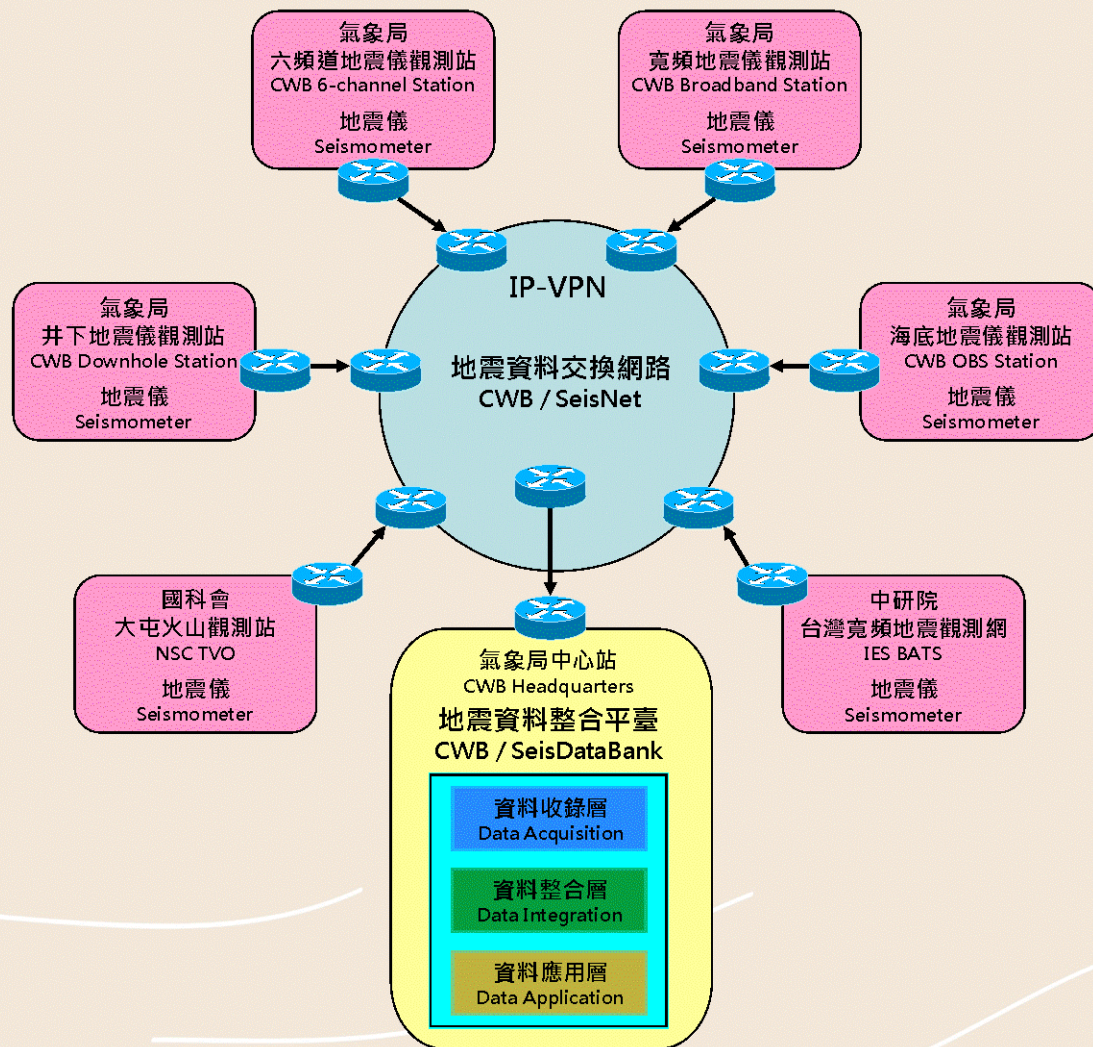 氣象局
六頻道地震儀觀測站
CWB 6-channel Station
地震儀
Seismometer
氣象局
寬頻地震儀觀測站
CWB Broadband Station
地震儀
Seismometer
氣象局
井下地震儀觀測站
CWB Downhole Station
地震儀
Seismometer
IP-VPN
地震資料交換網路
CWB / SeisNet
氣象局
海底地震儀觀測站
CWB OBS Station
地震儀
Seismometer
國科會
大屯火山觀測站
NSC TVO
地震儀
Seismometer
中研院
台灣寬頻地震觀測網
IES BATS
地震儀
Seismometer
氣象局中心站
CWB Headquarters
地震資料整合平臺
CWB / SeisDataBank
資料收錄層
Data Acquisition
資料整合層
Data Integration
資料應用層
Data Application